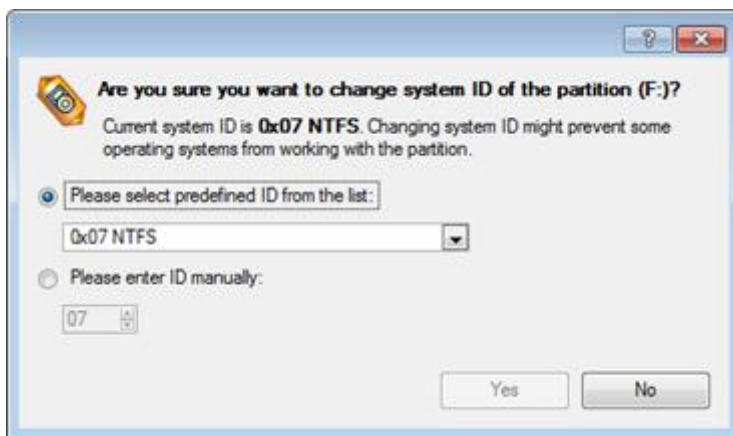 Are you sure you want to change system ID of the partition (F:)?
Current system ID is 0x07 NTFS. Changing system ID might prevent some
operating systems from working with the partition.
Please select predefined ID from the list:
0x07 NTFS
Please enter ID manually:
07
Yes No